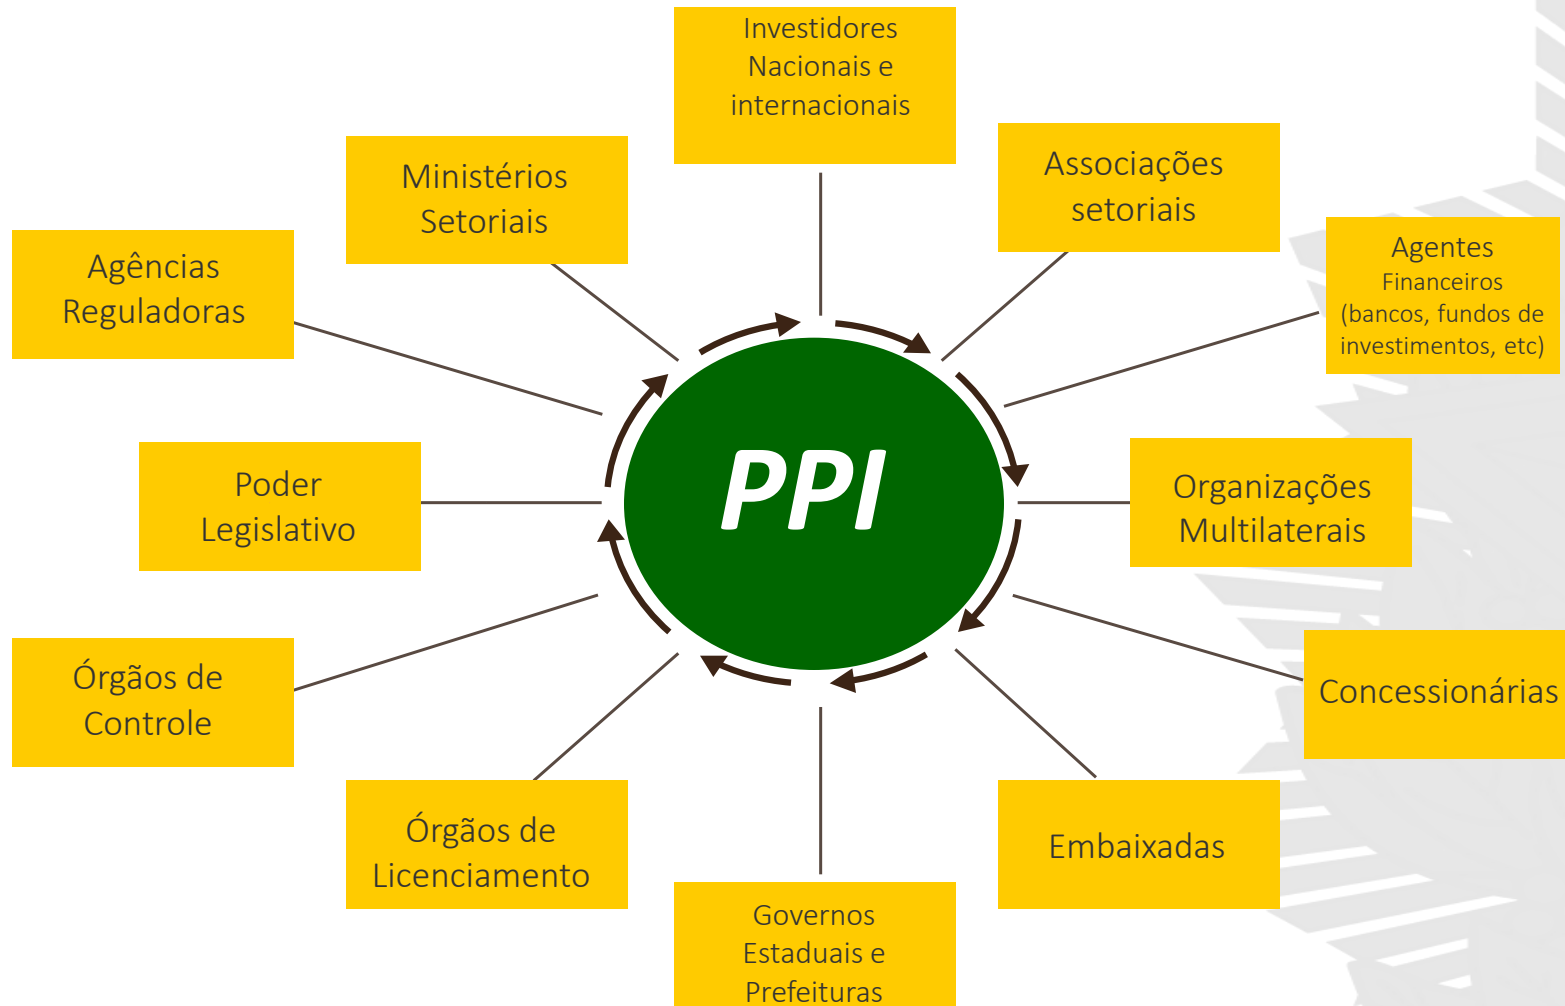 Investidores
Nacionais e
internacionais
Ministérios
Setoriais
Associações
setoriais
Agências
Reguladoras
Agentes
Financeiros
(bancos, fundos de
investimentos, etc)
PPI
Poder
Legislativo
Organizações
Multilaterais
Órgãos de
Controle
Concessionárias
Órgãos de
Licenciamento
Embaixadas
Governos
Estaduais e
Prefeituras